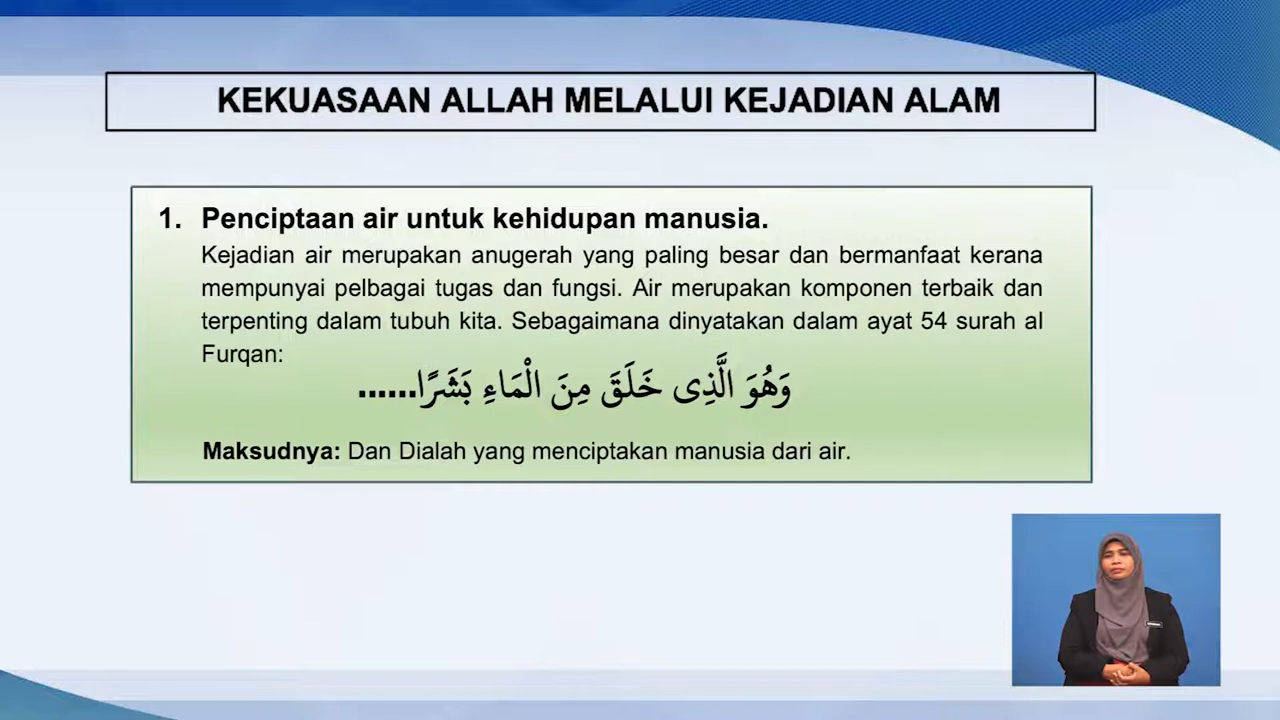 KEKUASAAN ALLAH MELALUI KEJADIAN ALAM
1. Penciptaan air untuk kehidupan manusia.
Kejadian air merupakan anugerah yang paling besar dan bermanfaat kerana
mempunyai pelbagai tugas dan fungsi. Air merupakan komponen terbaik dan
terpenting dalam tubuh kita. Sebagaimana dinyatakan dalam ayat 54 surah al
Furqan:
وَهُوَ الَّذِى خَلَقَ مِنَ الْمَاءِ بَشَرًا......
Maksudnya: Dan Dialah yang menciptakan manusia dari air.